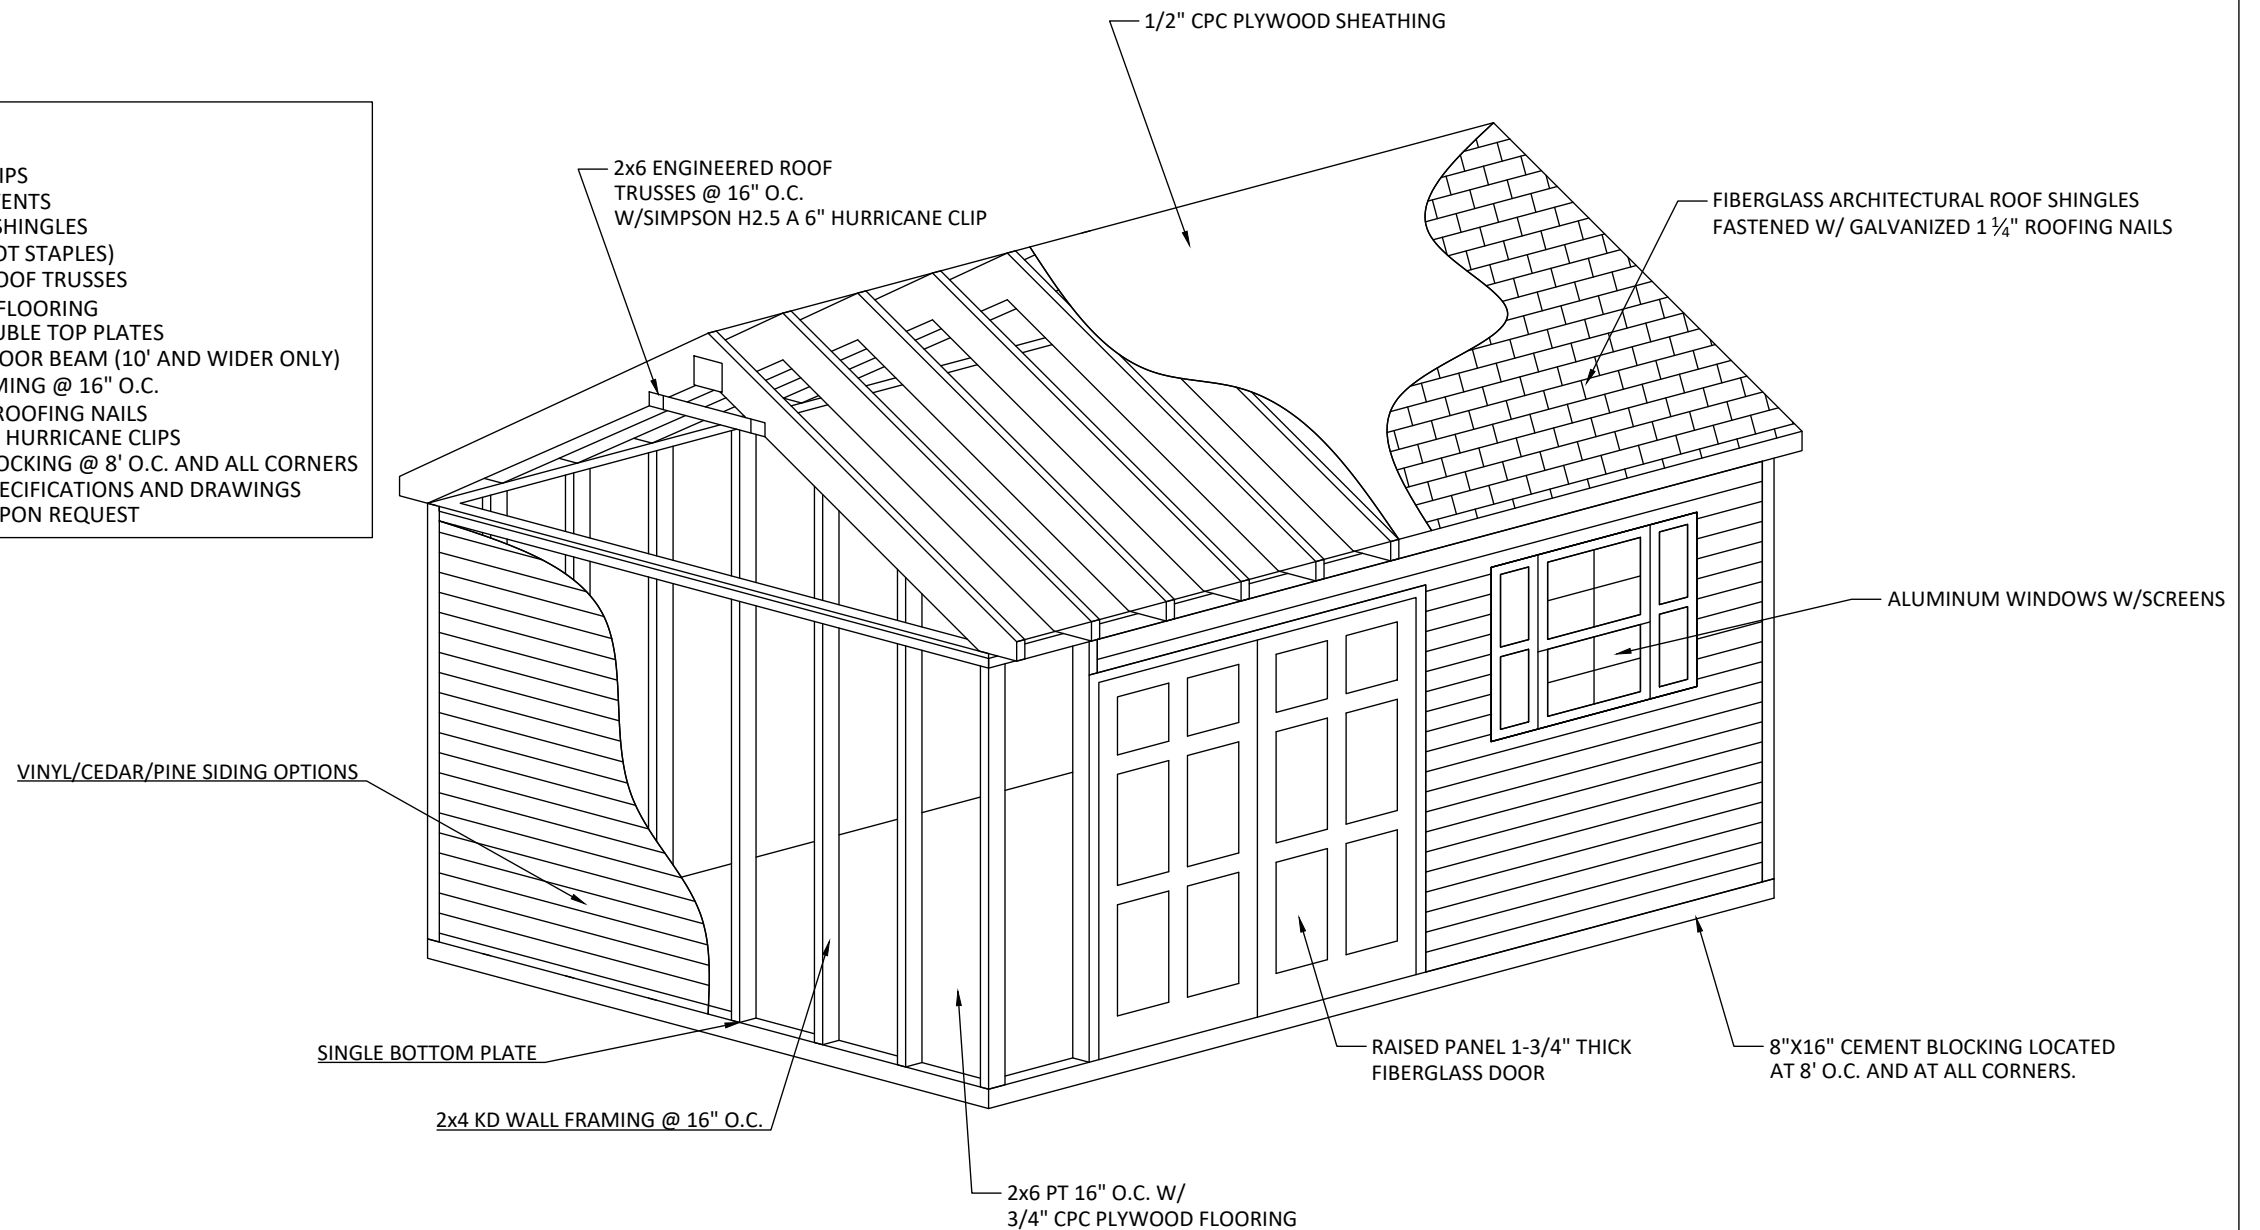 1/2" CPC PLYWOOD SHEATHING
2x6 ENGINEERED ROOF
TRUSSES @ 16" O.C.
W/SIMPSON H2.5 A 6" HURRICANE CLIP
FIBERGLASS ARCHITECTURAL ROOF SHINGLES
FASTENED W/ GALVANIZED 1 ¼" ROOFING NAILS
IPS
ENTS
SHINGLES
OT STAPLES)
OOF TRUSSES
FLOORING
UBLE TOP PLATES
OOR BEAM (10' AND WIDER ONLY)
MING @ 16" O.C.
ROOFING NAILS
HURRICANE CLIPS
OCKING @ 8' O.C. AND ALL CORNERS
ECIFICATIONS AND DRAWINGS
PON REQUEST
ALUMINUM WINDOWS W/SCREENS
VINYL/CEDAR/PINE SIDING OPTIONS
SINGLE BOTTOM PLATE
2x4 KD WALL FRAMING @ 16" O.C.
2x6 PT 16" O.C. W/
3/4" CPC PLYWOOD FLOORING
RAISED PANEL 1-3/4" THICK
FIBERGLASS DOOR
8"X16" CEMENT BLOCKING LOCATED
AT 8' O.C. AND AT ALL CORNERS.